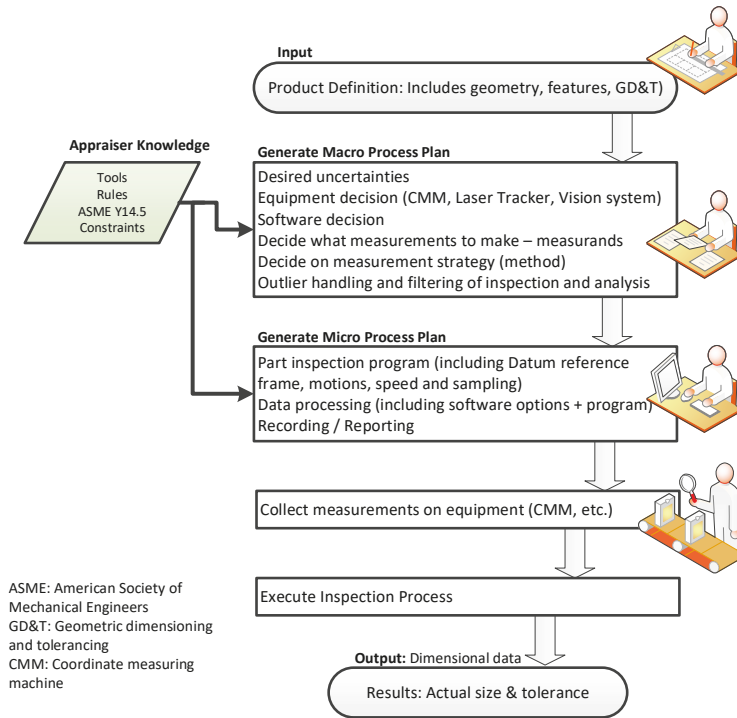 Input
Product Definition: Includes geometry, features, GD&T)
Appraiser Knowledge
Tools
Rules
ASME Y14.5
Constraints
Generate Macro Process Plan
Desired uncertainties
Equipment decision (CMM, Laser Tracker, Vision system)
Software decision
Decide what measurements to make – measurands
Decide on measurement strategy (method)
Outlier handling and filtering of inspection and analysis
Generate Micro Process Plan
Part inspection program (including Datum reference
frame, motions, speed and sampling)
Data processing (including software options + program)
Recording / Reporting
Collect measurements on equipment (CMM, etc.)
Execute Inspection Process
Output: Dimensional data
Results: Actual size & tolerance
ASME: American Society of
Mechanical Engineers
GD&T: Geometric dimensioning
and tolerancing
CMM: Coordinate measuring
machine